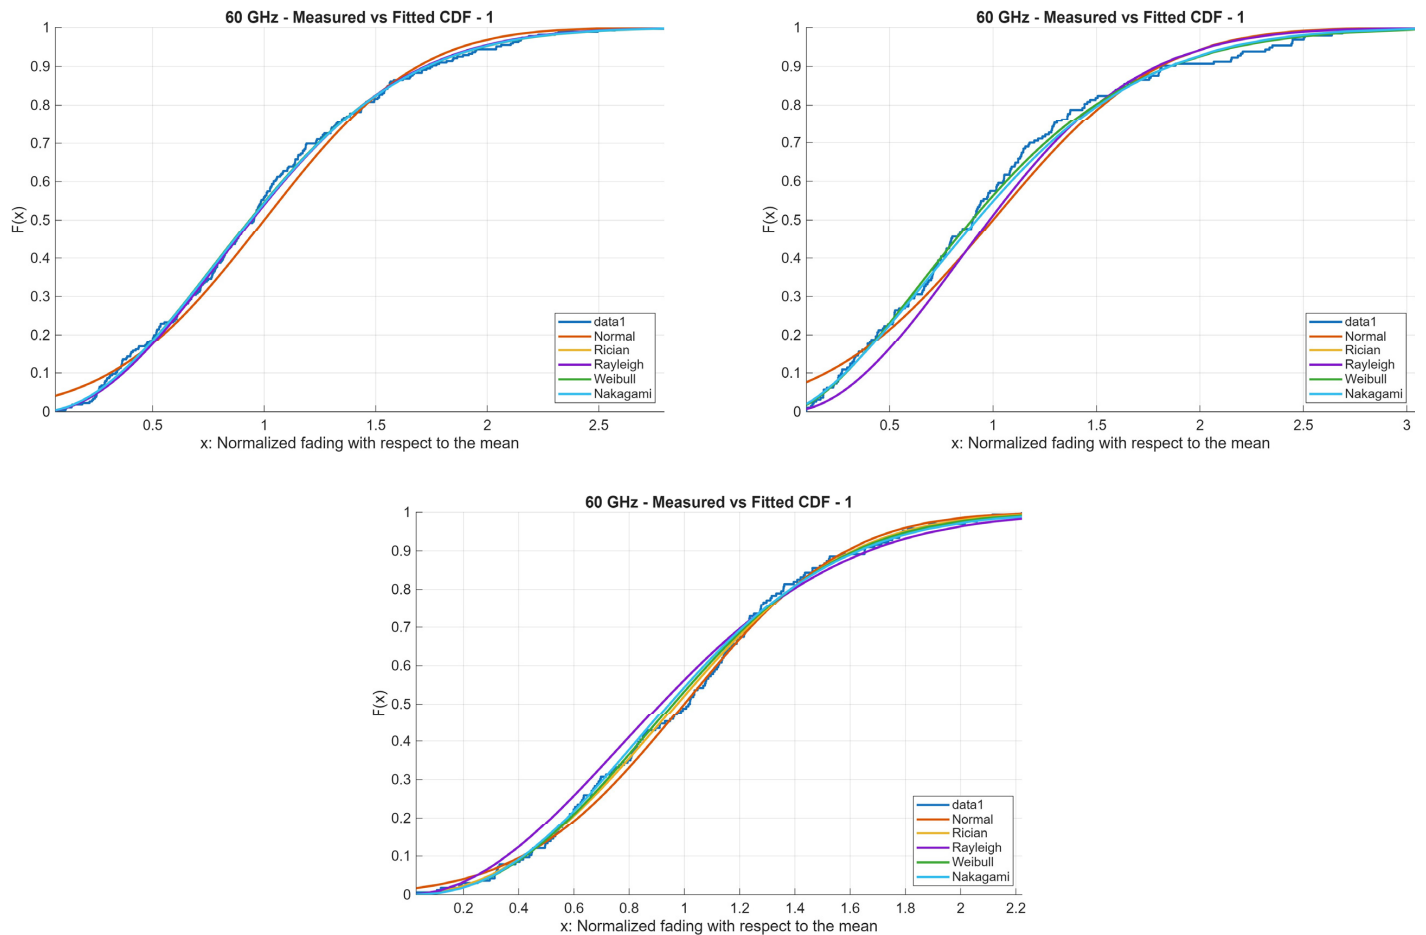 60 GHz - Measured vs Fitted CDF - 1
1
0.9
0.8
0.7
0.6
0.5
0.4
0.3
0.2
0.1
0
F(x)
data1
Normal
Rician
Rayleigh
Weibull
Nakagami
0.5 1 1.5 2 2.5
x: Normalized fading with respect to the mean
60 GHz - Measured vs Fitted CDF - 1
1
0.9
0.8
0.7
0.6
0.5
0.4
0.3
0.2
0.1
0
F(x)
data1
Normal
Rician
Rayleigh
Weibull
Nakagami
0.5 1 1.5 2 2.5 3
x: Normalized fading with respect to the mean
60 GHz - Measured vs Fitted CDF - 1
1
0.9
0.8
0.7
0.6
0.5
0.4
0.3
0.2
0.1
0
F(x)
data1
Normal
Rician
Rayleigh
Weibull
Nakagami
0.2 0.4 0.6 0.8 1 1.2 1.4 1.6 1.8 2 2.2
x: Normalized fading with respect to the mean